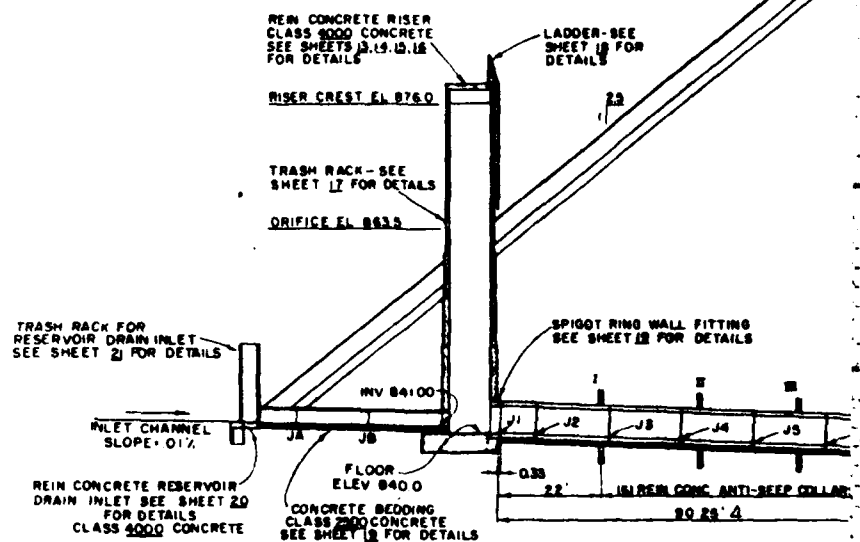 REIN CONCRETE RISER
CLASS 4000 CONCRETE
SEE SHEETS 13,14,15,16
FOR DETAILS
LADDER-SEE
SHEET 18 FOR
DETAILS
RISER CREST EL 876.0
1
2.5
TRASH RACK-SEE
SHEET 17 FOR DETAILS
ORIFICE EL 863.5
TRASH RACK FOR
RESERVOIR DRAIN INLET
SEE SHEET 21 FOR DETAILS
SPIGOT RING WALL FITTING
SEE SHEET 19 FOR DETAILS
INV 841.00
I
II
III
INLET CHANNEL
SLOPE = 0.1%
JA
JB
J1
J2
J3
J4
J5
FLOOR
ELEV 840.0
0.33
REIN CONCRETE RESERVOIR
DRAIN INLET SEE SHEET 20
FOR DETAILS
CLASS 4000 CONCRETE
CONCRETE BEDDING
CLASS CONCRETE
SEE SHEET 19 FOR DETAILS
22
REIN CONC ANTI-SEEP COLLAR